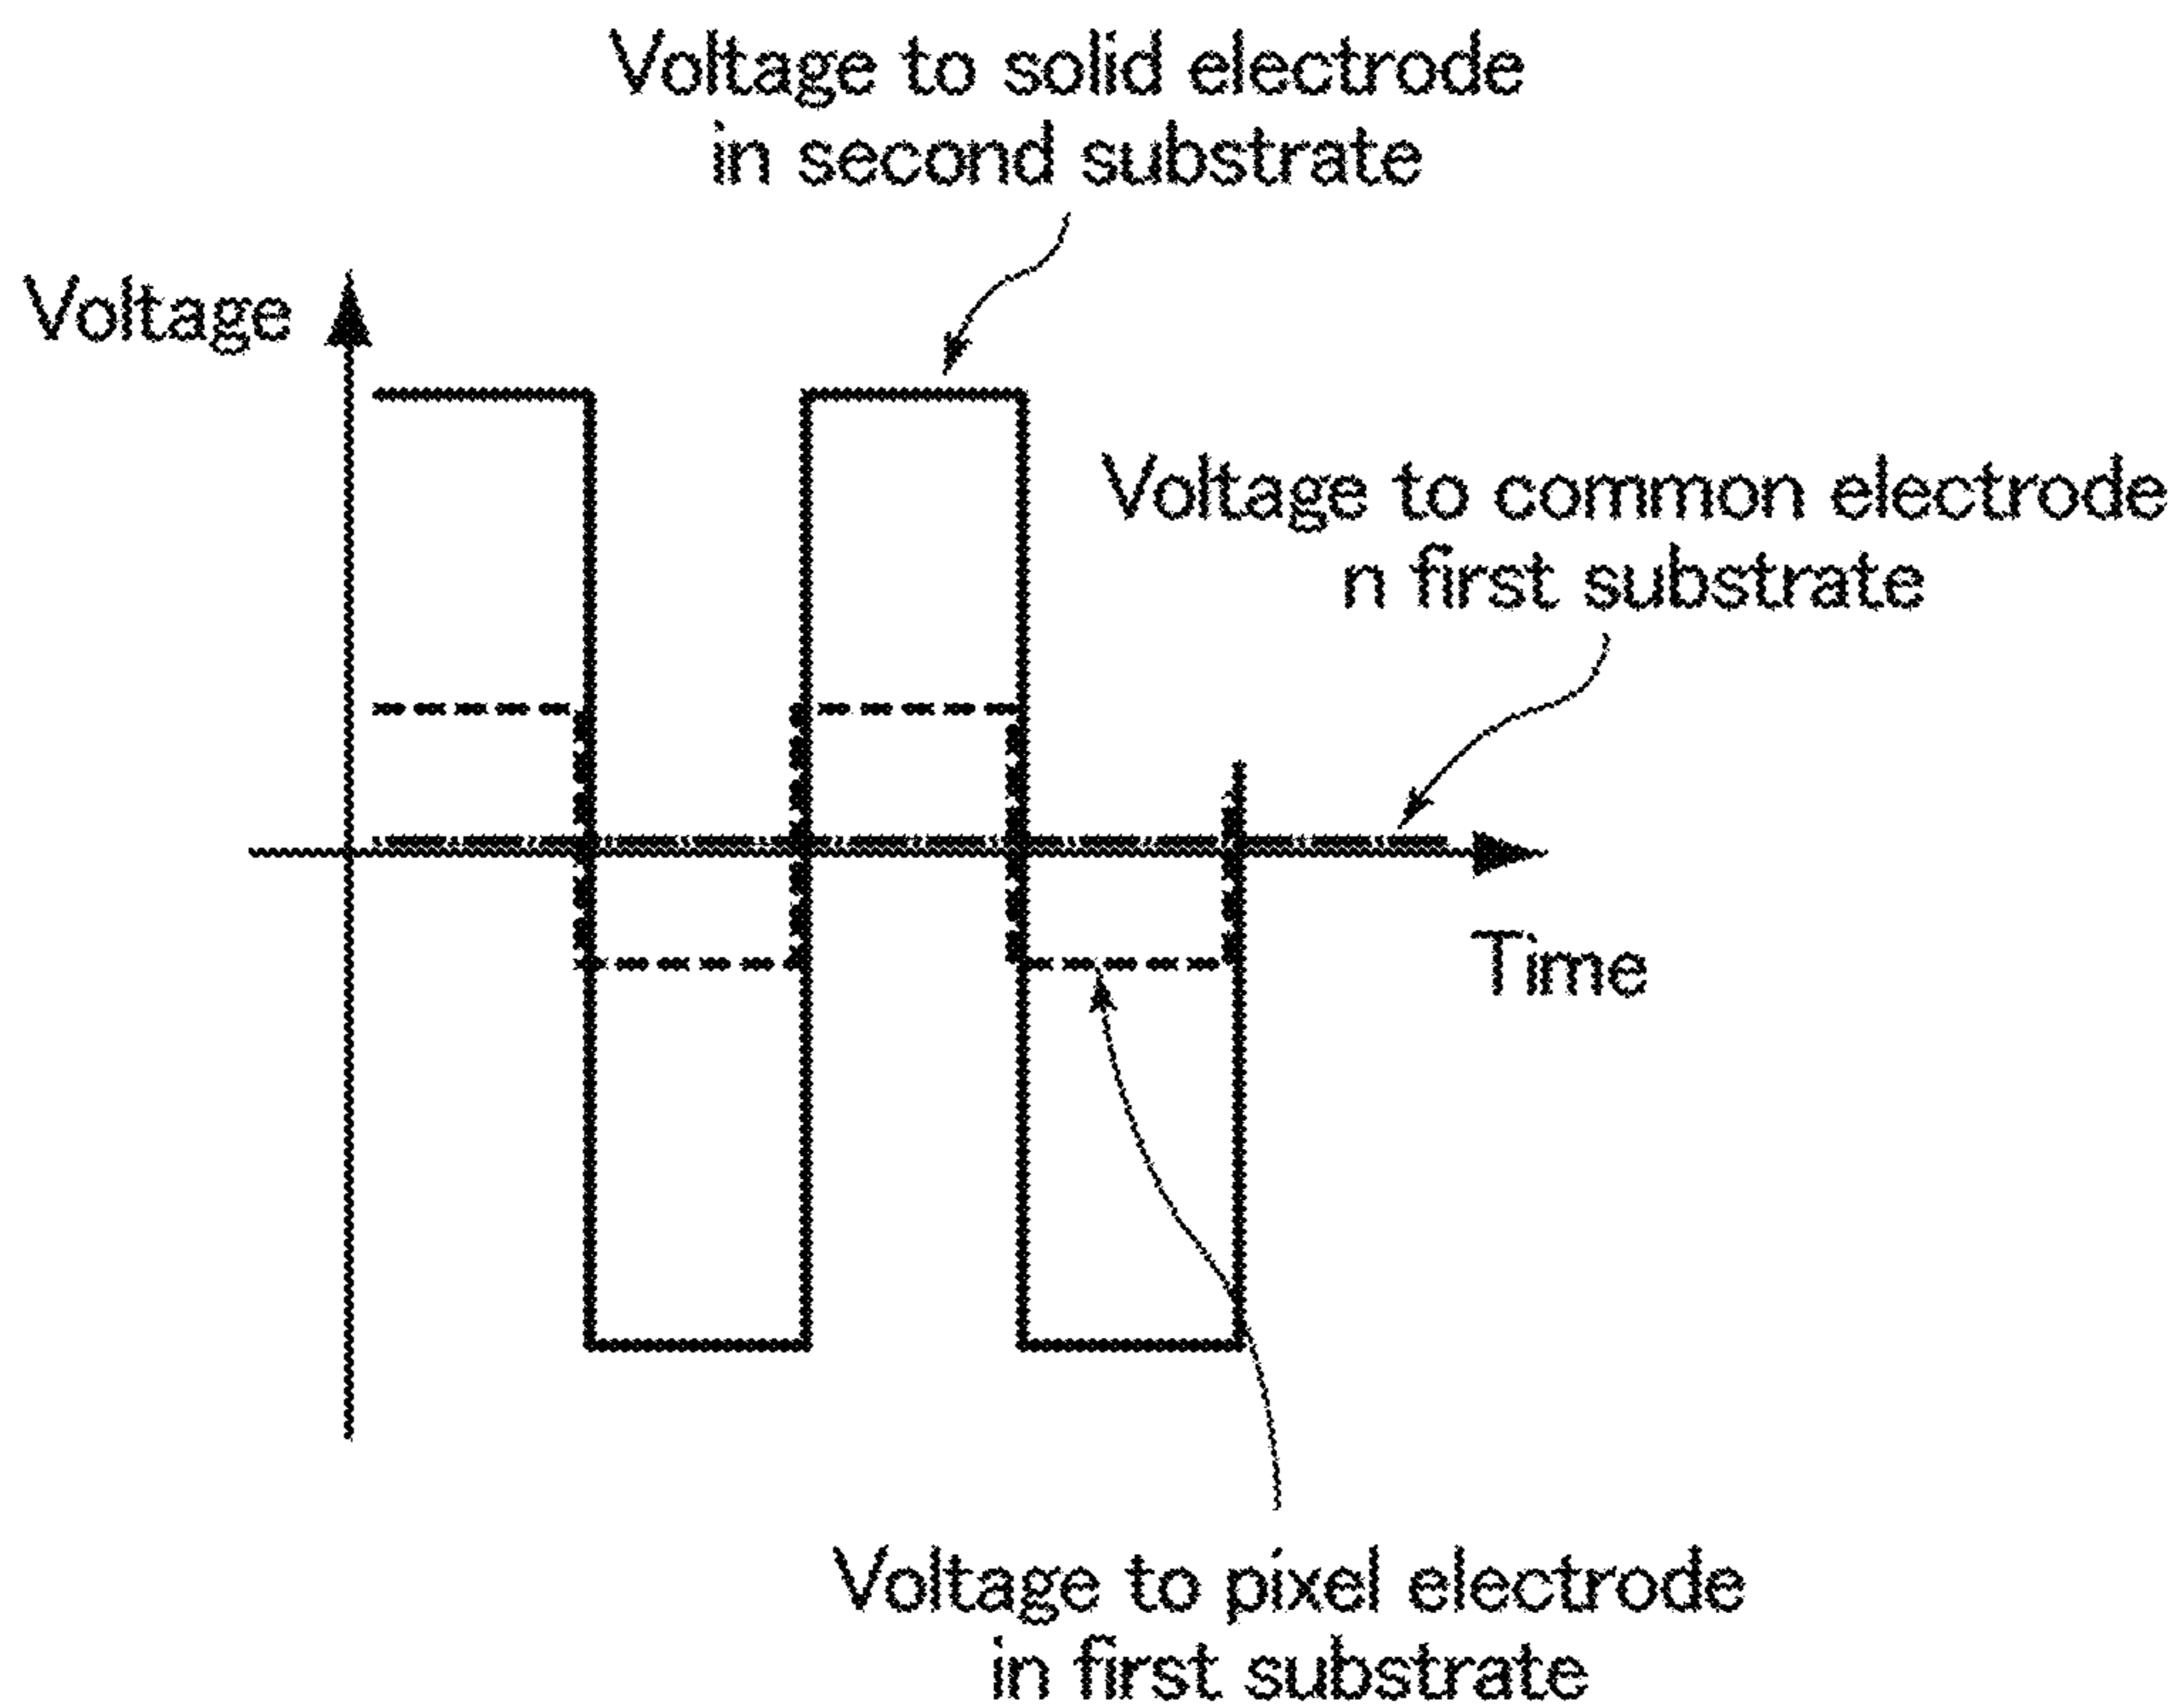 Voltage to solid electrode
in second substrate
Voltage
Voltage to common electrode
n first substrate
Time
Voltage to pixel electrode
in first substrate